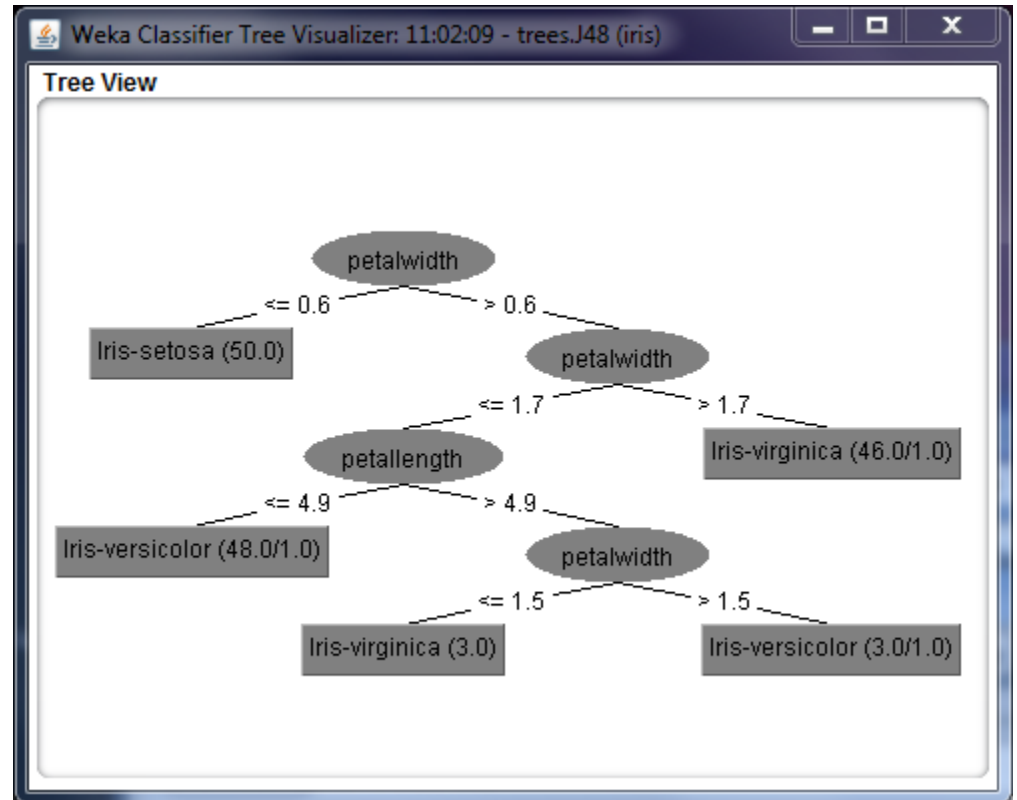 Weka Classifier Tree Visualizer: 11:02:09 - trees.J48 (iris)
Tree View
petalwidth
<= 0.6 > 0.6
Iris-setosa (50.0)
petalwidth
<= 1.7 > 1.7
Iris-virginica (46.0/1.0)
petallength
<= 4.9 > 4.9
Iris-versicolor (48.0/1.0)
petalwidth
<= 1.5 > 1.5
Iris-virginica (3.0) Iris-versicolor (3.0/1.0)